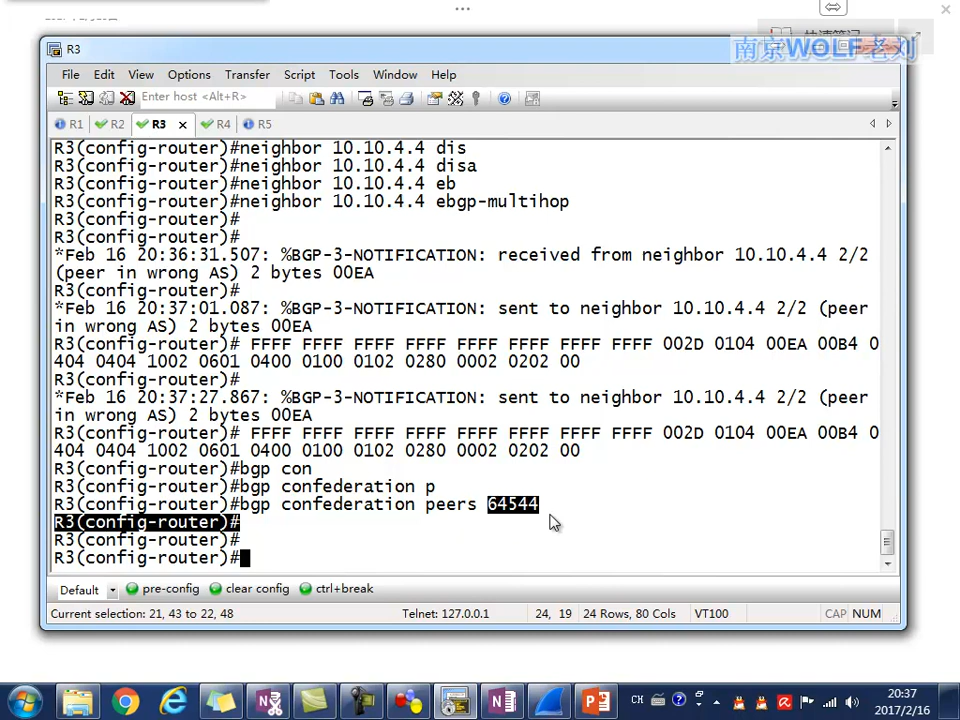 南京WOLF老刘
R3
File Edit View Options Transfer Script Tools Window Help
Enter host <Alt+R>
R1 R2 R3 R4 R5
R3(config-router)#neighbor 10.10.4.4 dis
R3(config-router)#neighbor 10.10.4.4 disa
R3(config-router)#neighbor 10.10.4.4 eb
R3(config-router)#neighbor 10.10.4.4 ebgp-multihop
R3(config-router)#
R3(config-router)#
*Feb 16 20:36:31.507: %BGP-3-NOTIFICATION: received from neighbor 10.10.4.4 2/2
(peer in wrong AS) 2 bytes 00EA
R3(config-router)#
*Feb 16 20:37:01.087: %BGP-3-NOTIFICATION: sent to neighbor 10.10.4.4 2/2 (peer
in wrong AS) 2 bytes 00EA
R3(config-router)# FFFF FFFF FFFF FFFF FFFF FFFF FFFF FFFF 002D 0104 00EA 00B4 0
404 0404 1002 0601 0400 0100 0102 0280 0002 0202 00
R3(config-router)#
*Feb 16 20:37:27.867: %BGP-3-NOTIFICATION: sent to neighbor 10.10.4.4 2/2 (peer
in wrong AS) 2 bytes 00EA
R3(config-router)# FFFF FFFF FFFF FFFF FFFF FFFF FFFF FFFF 002D 0104 00EA 00B4 0
404 0404 1002 0601 0400 0100 0102 0280 0002 0202 00
R3(config-router)#bgp con
R3(config-router)#bgp confederation p
R3(config-router)#bgp confederation peers 64544
R3(config-router)#
R3(config-router)#
R3(config-router)#
Default pre-config clear config ctrl+break
Current selection: 21, 43 to 22, 48 Telnet: 127.0.0.1 24, 19 24 Rows, 80 Cols VT100 CAP NUM
CH 20:37
2017/2/16